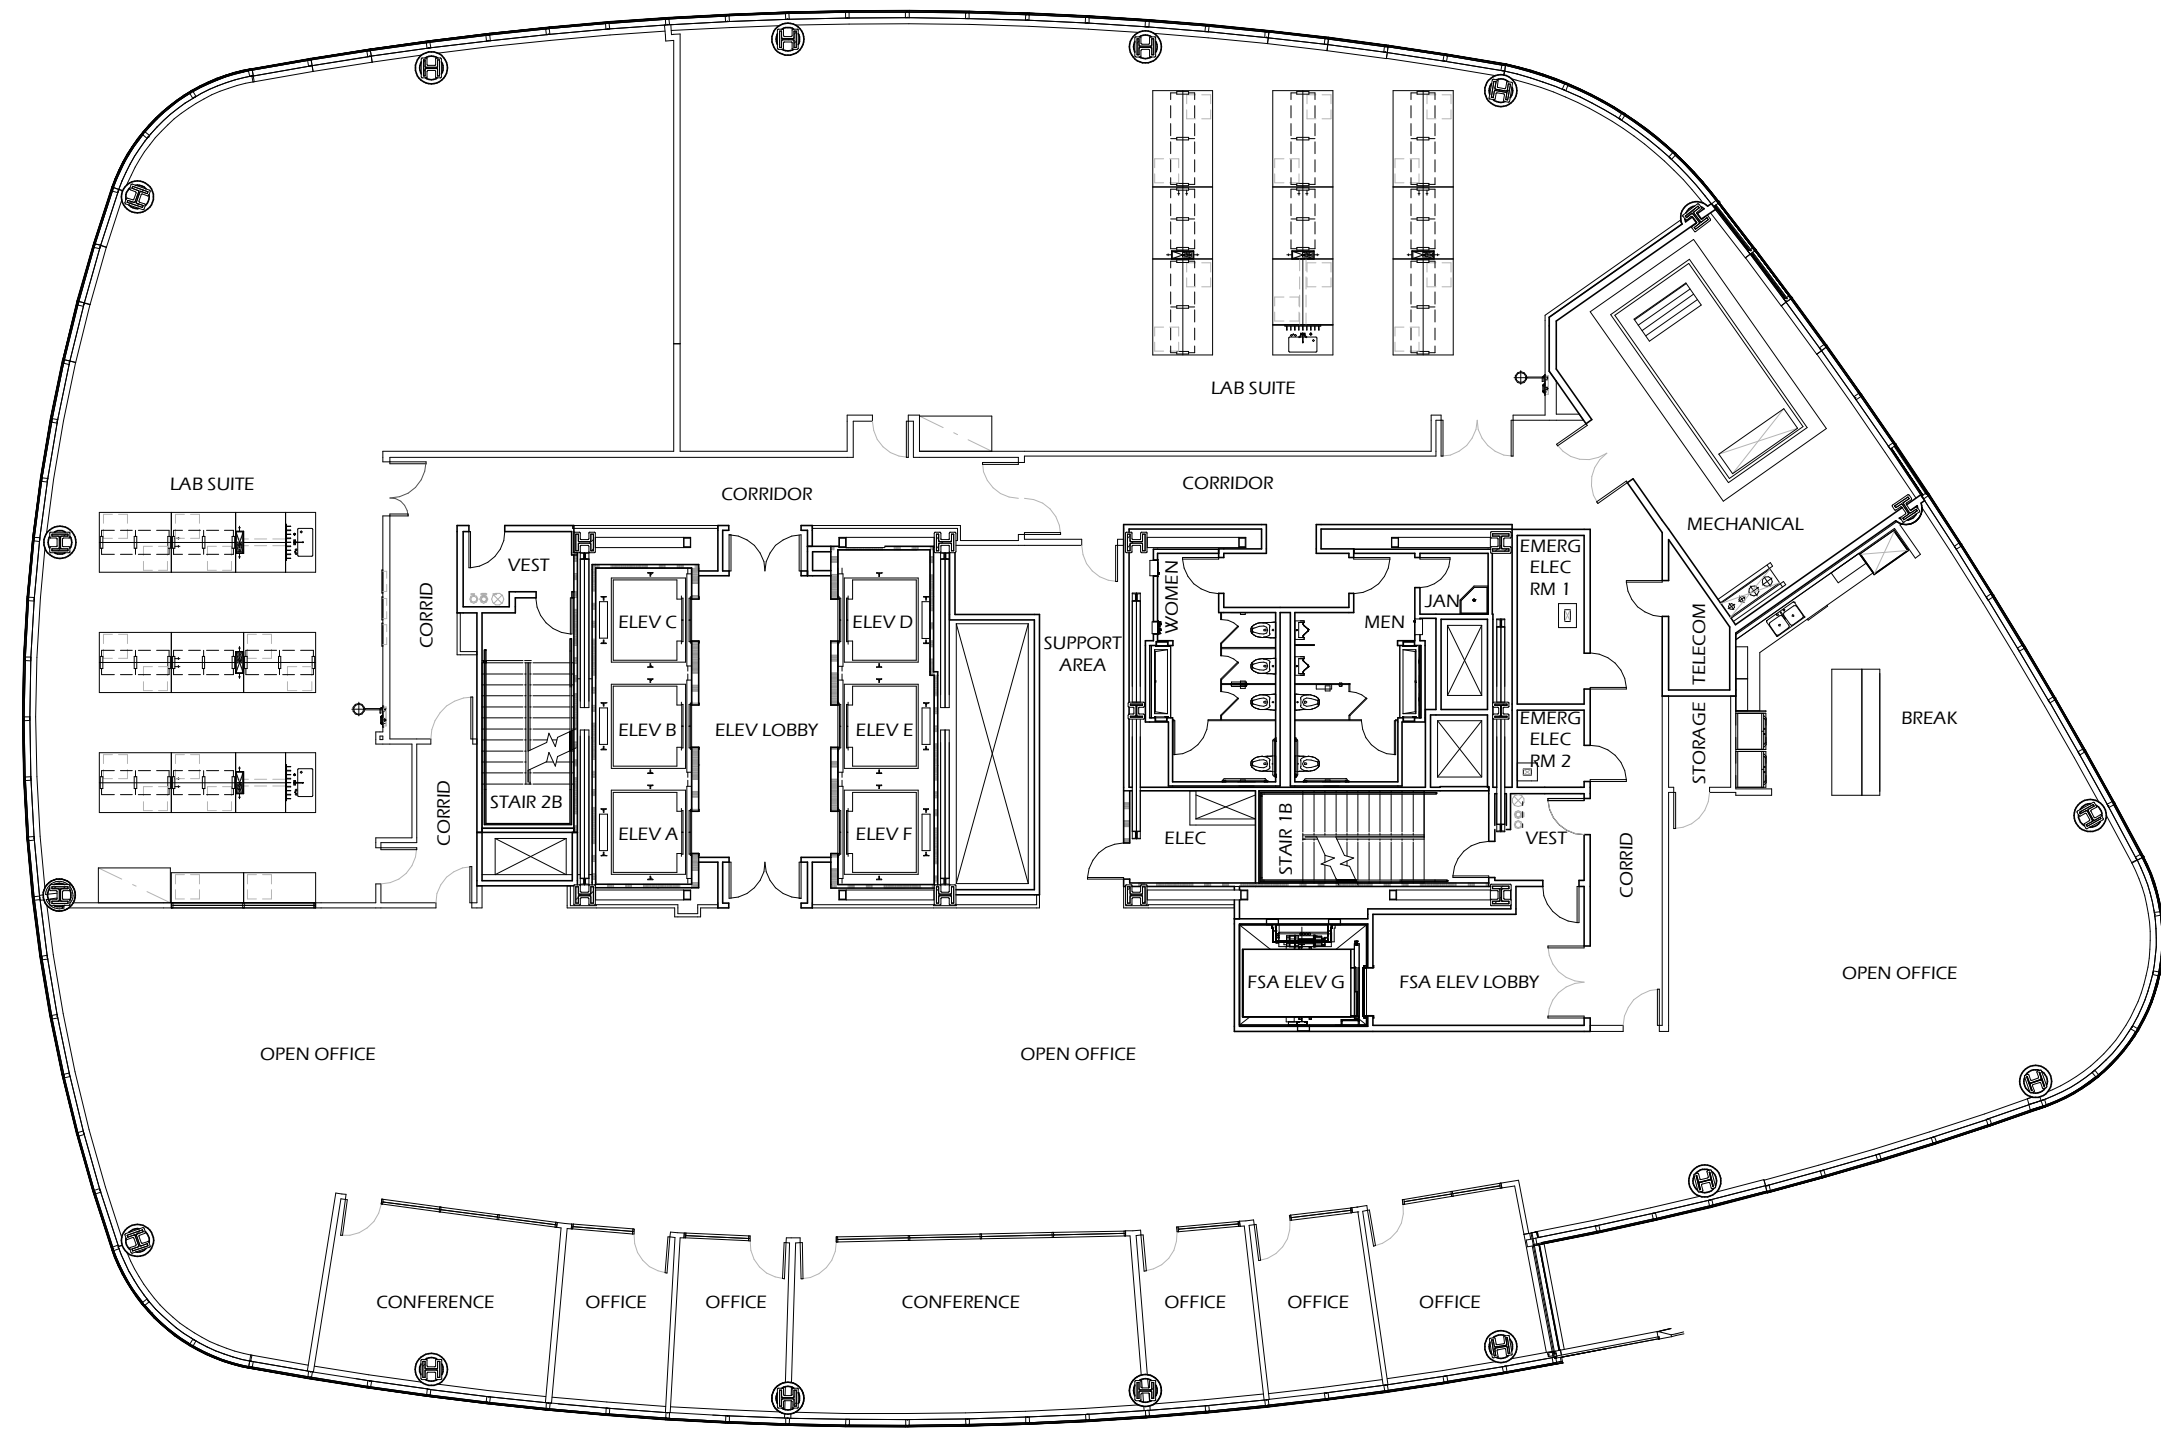 LAB SUITE
LAB SUITE
CORRIDOR
CORRIDOR
MECHANICAL
VEST
EMERG
ELEC
RM 1
WOMEN
JAN
MEN
CORRID
ELEV C
ELEV D
SUPPORT
AREA
TELECOM
ELEV B
ELEV LOBBY
ELEV E
EMERG
ELEC
RM 2
STORAGE
BREAK
STAIR 2B
CORRID
ELEV A
ELEV F
ELEC
STAIR 1B
VEST
CORRID
FSA ELEV G
FSA ELEV LOBBY
OPEN OFFICE
OPEN OFFICE
OPEN OFFICE
CONFERENCE
OFFICE
OFFICE
CONFERENCE
OFFICE
OFFICE
OFFICE